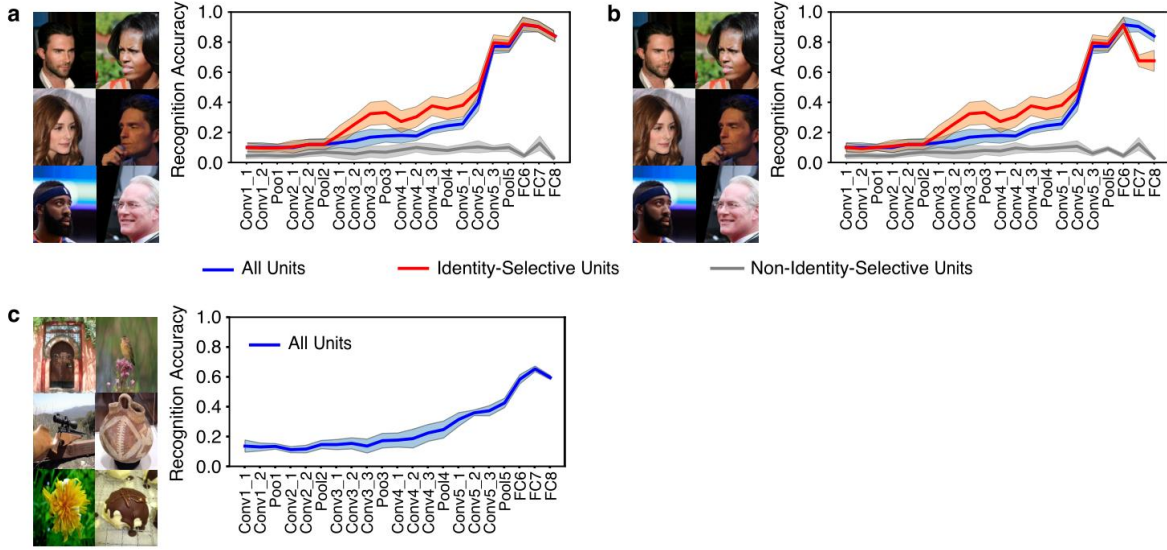 a
Recognition Accuracy
1.0
0.8
0.6
0.4
0.2
0.0
Conv1_1
Conv1_2
Poo1
Conv2_1
Conv2_2
Pool2
Conv3_1
Conv3_2
Conv3_3
Poo3
Conv4_1
Conv4_2
Conv4_3
Pool4
Conv5_1
Conv5_2
Conv5_3
Pool5
FC6
FC7
FC8
b
Recognition Accuracy
1.0
0.8
0.6
0.4
0.2
0.0
Conv1_1
Conv1_2
Poo1
Conv2_1
Conv2_2
Pool2
Conv3_1
Conv3_2
Conv3_3
Poo3
Conv4_1
Conv4_2
Conv4_3
Pool4
Conv5_1
Conv5_2
Conv5_3
Pool5
FC6
FC7
FC8
All Units
Identity-Selective Units
Non-Identity-Selective Units
c
Recognition Accuracy
1.0
0.8
0.6
0.4
0.2
0.0
All Units
Conv1_1
Conv1_2
Poo1
Conv2_1
Conv2_2
Pool2
Conv3_1
Conv3_2
Conv3_3
Poo3
Conv4_1
Conv4_2
Conv4_3
Pool4
Conv5_1
Conv5_2
Conv5_3
Pool5
FC6
FC7
FC8